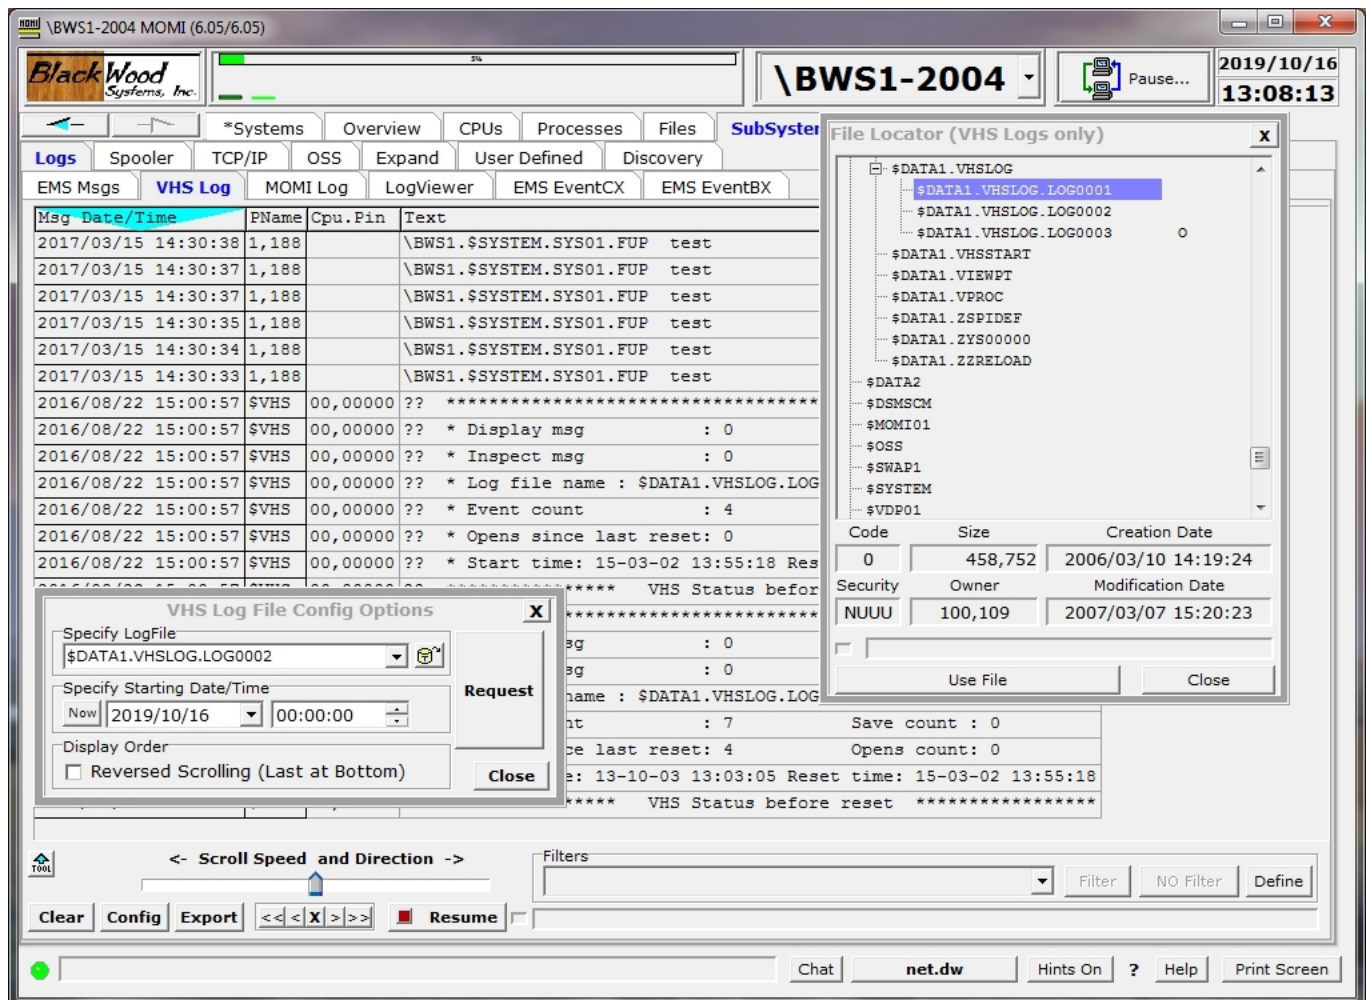 \BWS1-2004 MOMI (6.05/6.05)
BlackWood Systems, Inc.
5%
\BWS1-2004
Pause...
2019/10/16
13:08:13
*Systems Overview CPUs Processes Files SubSyster
Logs Spooler TCP/IP OSS Expand User Defined Discovery
EMS Msgs VHS Log MOMI Log LogViewer EMS EventCX EMS EventBX
Msg Date/Time PName Cpu.Pin Text
2017/03/15 14:30:38 1,188 \BWS1.$SYSTEM.SYS01.FUP test
2017/03/15 14:30:37 1,188 \BWS1.$SYSTEM.SYS01.FUP test
2017/03/15 14:30:37 1,188 \BWS1.$SYSTEM.SYS01.FUP test
2017/03/15 14:30:35 1,188 \BWS1.$SYSTEM.SYS01.FUP test
2017/03/15 14:30:34 1,188 \BWS1.$SYSTEM.SYS01.FUP test
2017/03/15 14:30:33 1,188 \BWS1.$SYSTEM.SYS01.FUP test
2016/08/22 15:00:57 $VHS 00,00000 ?? ***********************************
2016/08/22 15:00:57 $VHS 00,00000 ?? * Display msg : 0
2016/08/22 15:00:57 $VHS 00,00000 ?? * Inspect msg : 0
2016/08/22 15:00:57 $VHS 00,00000 ?? * Log file name : $DATA1.VHSLOG.LOG
2016/08/22 15:00:57 $VHS 00,00000 ?? * Event count : 4
2016/08/22 15:00:57 $VHS 00,00000 ?? * Opens since last reset: 0
2016/08/22 15:00:57 $VHS 00,00000 ?? * Start time: 15-03-02 13:55:18 Res
**************** VHS Status befor
***********************************
sg : 0
sg : 0
name : $DATA1.VHSLOG.LOG
nt : 7 Save count : 0
ce last reset: 4 Opens count: 0
e: 13-10-03 13:03:05 Reset time: 15-03-02 13:55:18
***** VHS Status before reset *****************
File Locator (VHS Logs only) X
$DATA1.VHSLOG
$DATA1.VHSLOG.LOG0001
$DATA1.VHSLOG.LOG0002
$DATA1.VHSLOG.LOG0003 O
$DATA1.VHSSTART
$DATA1.VIEWPT
$DATA1.VPROC
$DATA1.ZSPIDEF
$DATA1.ZYS00000
$DATA1.ZZRELOAD
$DATA2
$DSMSCM
$MOMI01
$OSS
$SWAP1
$SYSTEM
$VDP01
Code Size Creation Date
0 458,752 2006/03/10 14:19:24
Security Owner Modification Date
NUUU 100,109 2007/03/07 15:20:23
Use File Close
VHS Log File Config Options X
Specify LogFile
$DATA1.VHSLOG.LOG0002
Specify Starting Date/Time
Now 2019/10/16 00:00:00
Request
Display Order
Reversed Scrolling (Last at Bottom)
Close
TOOL
<- Scroll Speed and Direction ->
Filters
Filter NO Filter Define
Clear Config Export << < X > >> Resume
Chat net.dw Hints On ? Help Print Screen